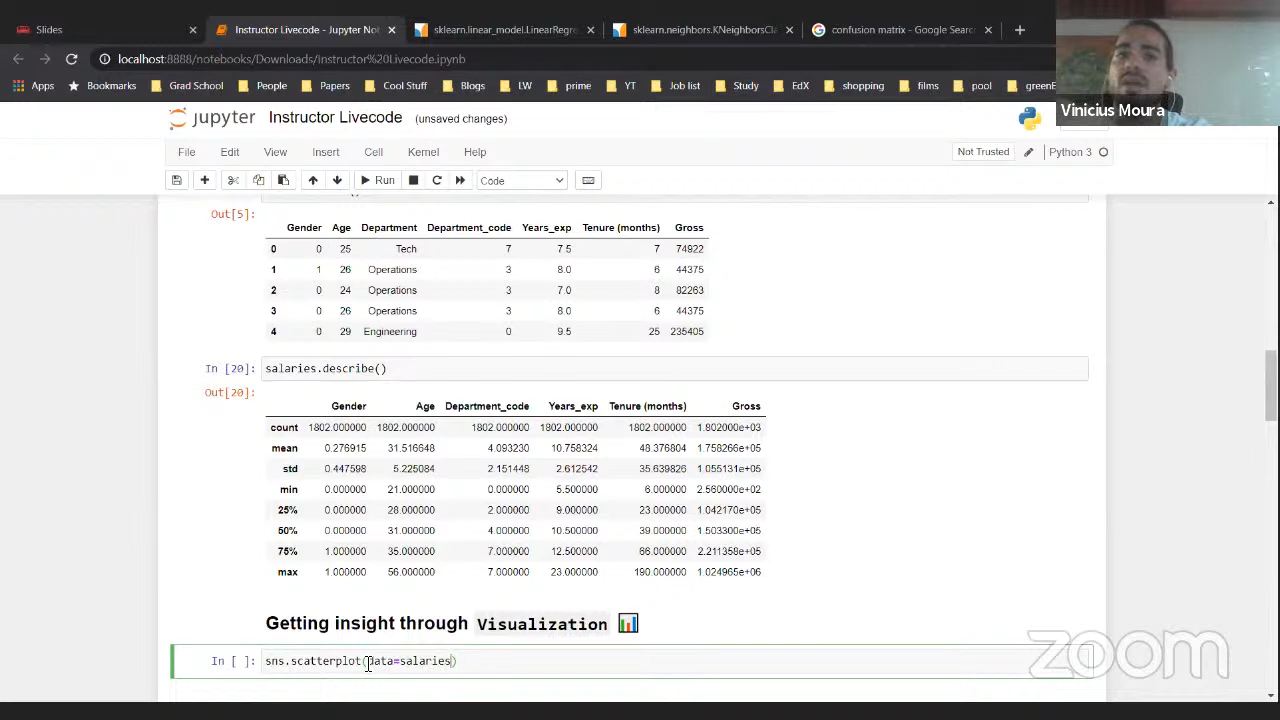 Slides
Instructor Livecode - Jupyter No
sklearn.linear_model.LinearRegre
sklearn.neighbors.KNeighborsCla
confusion matrix - Google Searc
localhost:8888/notebooks/Downloads/Instructor%20Livecode.ipynb
Apps Bookmarks Grad School People Papers Cool Stuff Blogs LW prime YT Job list Study EdX shopping films pool greenE
Vinicius Moura
jupyter Instructor Livecode (unsaved changes)
File Edit View Insert Cell Kernel Help Not Trusted Python 3
Run Code
Out[5]:
Gender Age Department Department_code Years_exp Tenure (months) Gross
0 0 25 Tech 7 7.5 7 74922
1 1 26 Operations 3 8.0 6 44375
2 0 24 Operations 3 7.0 8 82263
3 0 26 Operations 3 8.0 6 44375
4 0 29 Engineering 0 9.5 25 235405
In [20]: salaries.describe()
Out[20]:
Gender Age Department_code Years_exp Tenure (months) Gross
count 1802.000000 1802.000000 1802.000000 1802.000000 1802.000000 1.802000e+03
mean 0.276915 31.516648 4.093230 10.758324 48.376804 1.758266e+05
std 0.447598 5.225084 2.151448 2.612542 35.639826 1.055131e+05
min 0.000000 21.000000 0.000000 5.500000 6.000000 2.560000e+02
25% 0.000000 28.000000 2.000000 9.000000 23.000000 1.042170e+05
50% 0.000000 31.000000 4.000000 10.500000 39.000000 1.503300e+05
75% 1.000000 35.000000 7.000000 12.500000 66.000000 2.211358e+05
max 1.000000 56.000000 7.000000 23.000000 190.000000 1.024965e+06
Getting insight through Visualization
In [ ]: sns.scatterplot(data=salaries)
zoom